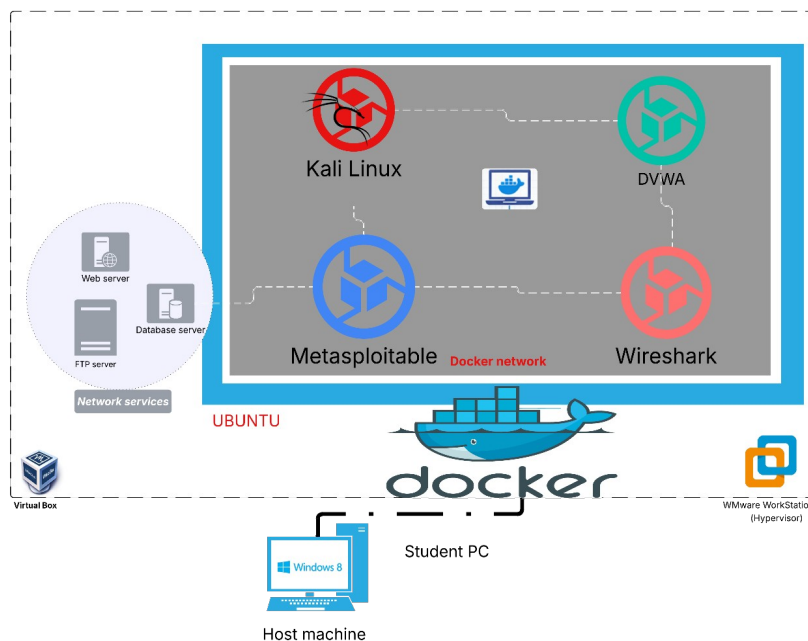 Kali Linux
DVWA
Web server
Database server
FTP server
Network services
Metasploitable
Docker network
Wireshark
UBUNTU
docker
Virtual Box
WMware WorkStatio
(Hypervisor)
Student PC
Windows 8
Host machine